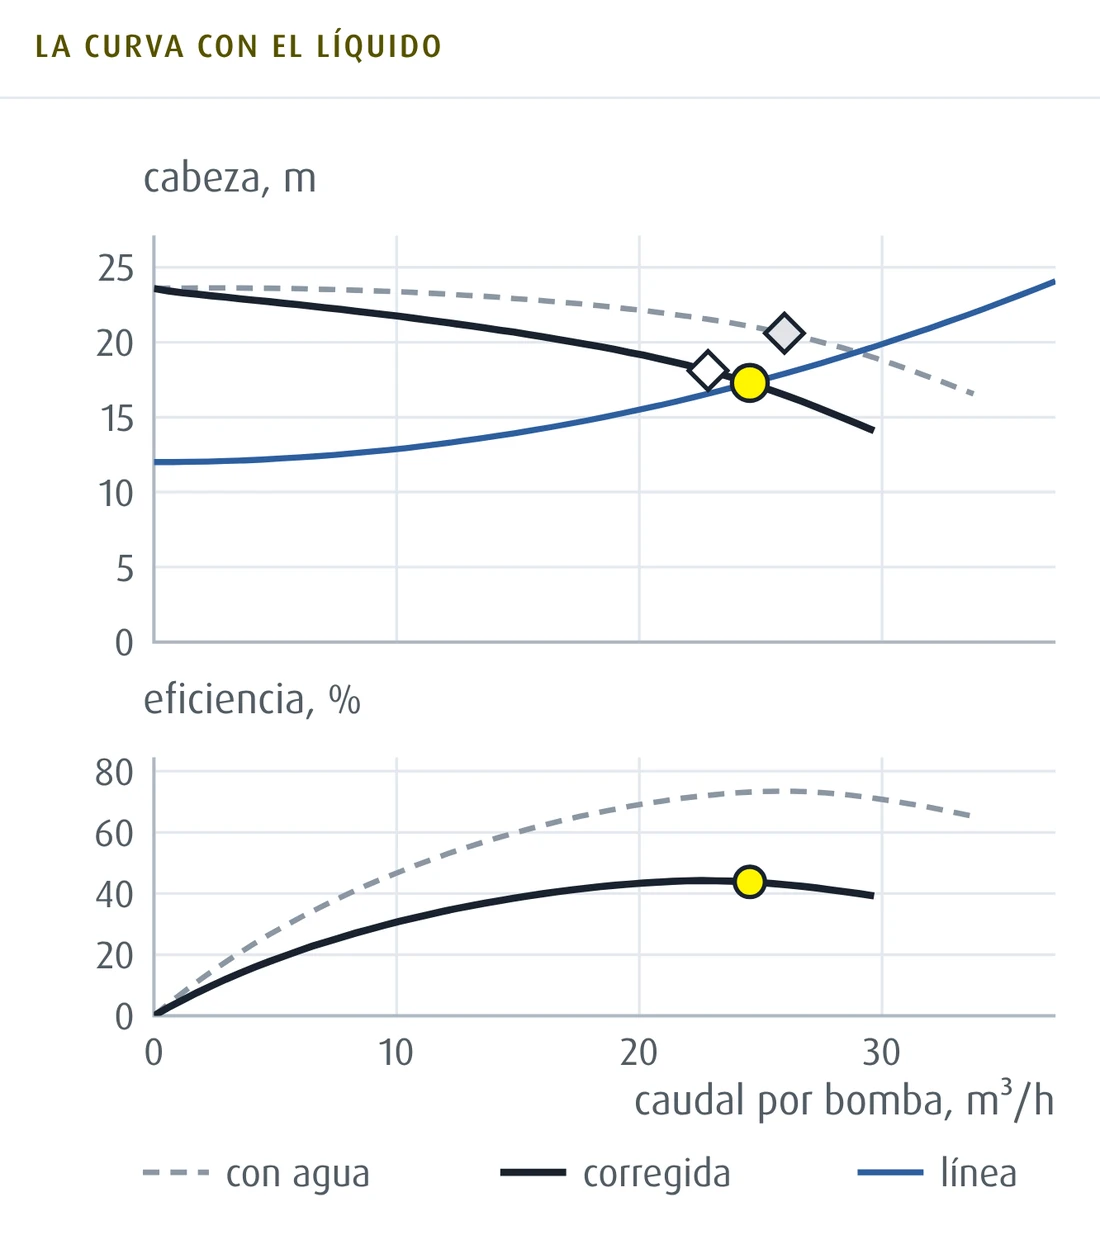 LA CURVA CON EL LÍQUIDO
cabeza, m
25
20
15
10
5
0
eficiencia, %
80
60
40
20
0
0 10 20 30
caudal por bomba, m³/h
con agua corregida línea